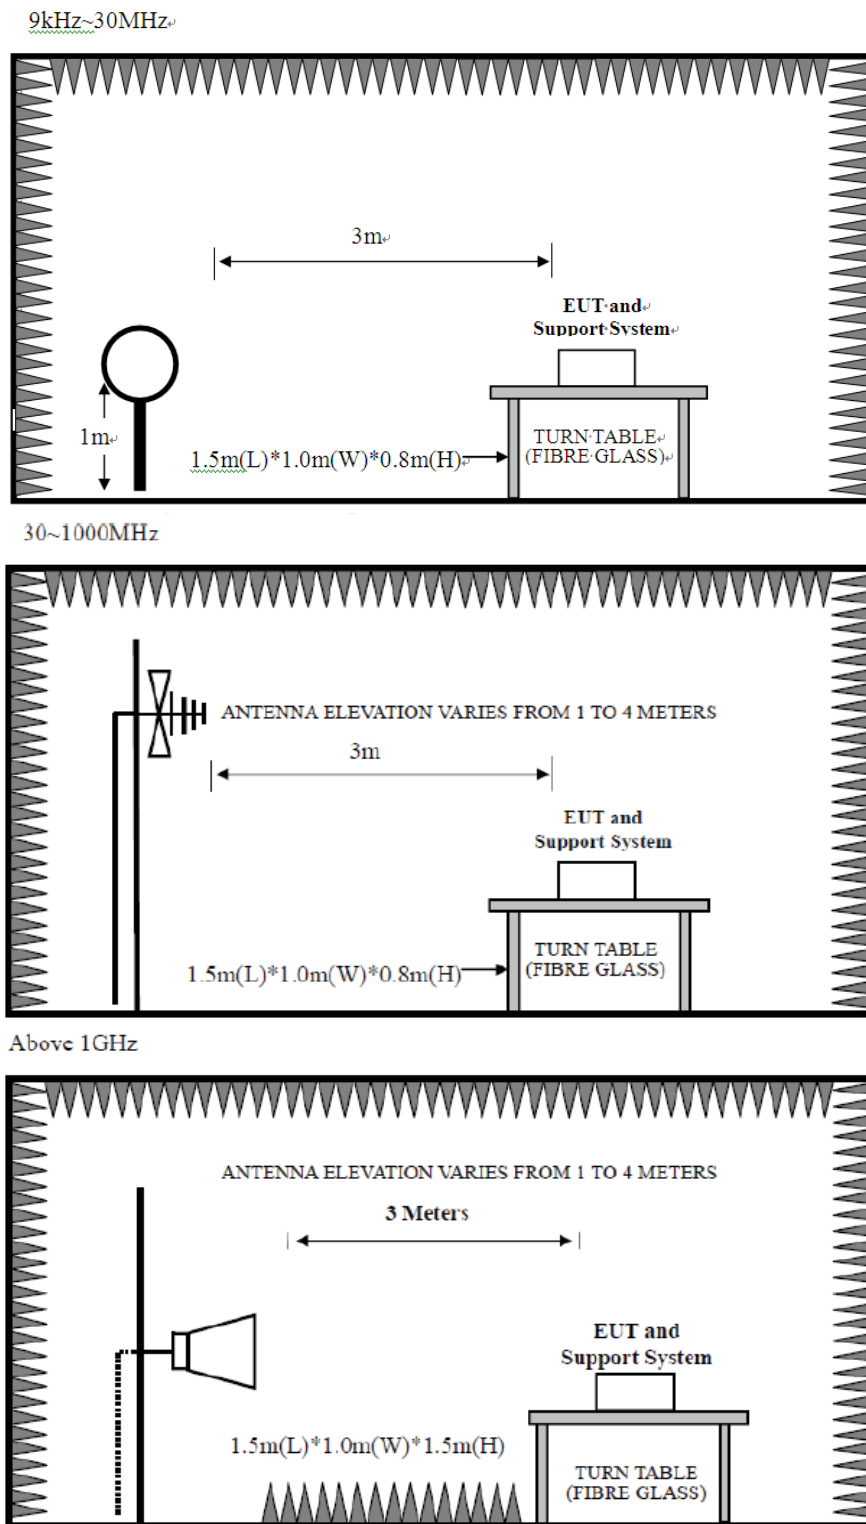 9kHz~30MHz
3m
EUT and
Support System
1m
TURN TABLE
(FIBRE GLASS)
1.5m(L)*1.0m(W)*0.8m(H)
30~1000MHz
ANTENNA ELEVATION VARIES FROM 1 TO 4 METERS
3m
EUT and
Support System
TURN TABLE
(FIBRE GLASS)
1.5m(L)*1.0m(W)*0.8m(H)
Above 1GHz
ANTENNA ELEVATION VARIES FROM 1 TO 4 METERS
3 Meters
EUT and
Support System
1.5m(L)*1.0m(W)*1.5m(H)
TURN TABLE
(FIBRE GLASS)